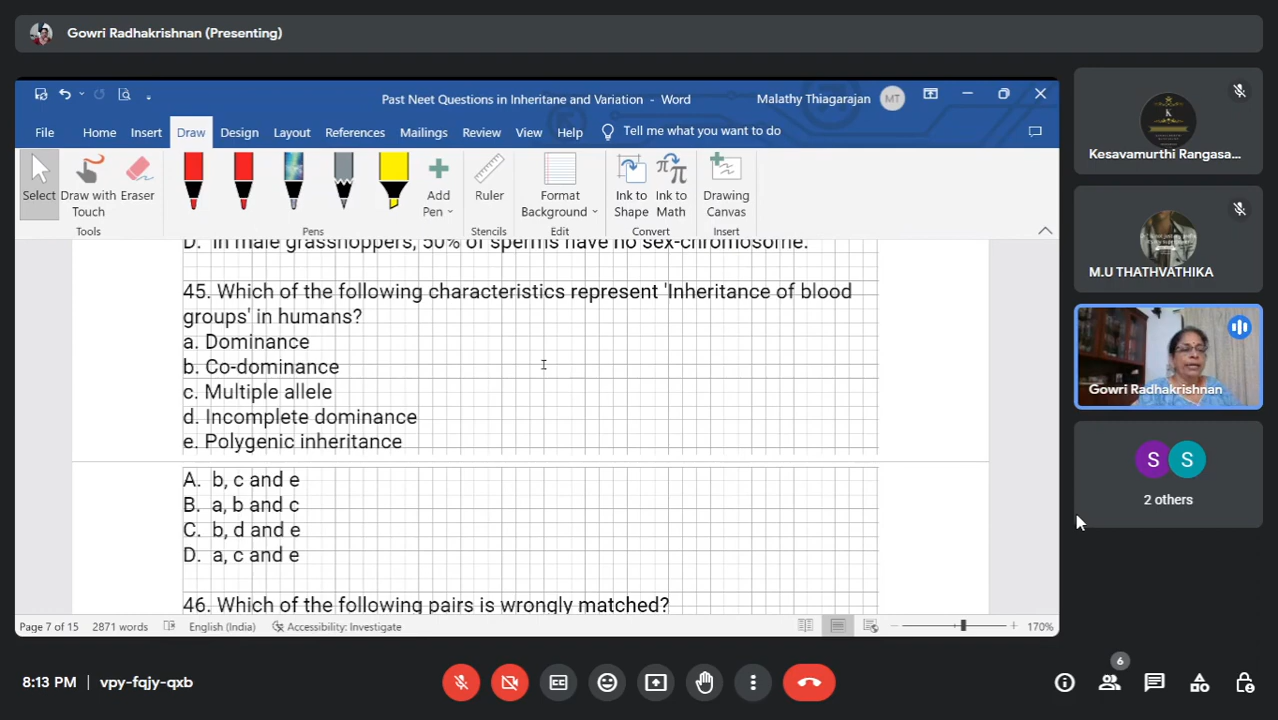 Gowri Radhakrishnan (Presenting)
Past Neet Questions in Inheritane and Variation - Word
Malathy Thiagarajan
MT
File Home Insert Draw Design Layout References Mailings Review View Help Tell me what you want to do
Select Draw with Touch Eraser
Add Pen
Ruler
Format Background
Ink to Shape
Ink to Math
Drawing Canvas
Tools Pens Stencils Edit Convert Insert
D. In male grasshoppers, 50% of sperms have no sex-chromosome.
45. Which of the following characteristics represent 'Inheritance of blood
groups' in humans?
a. Dominance
b. Co-dominance
c. Multiple allele
d. Incomplete dominance
e. Polygenic inheritance
A. b, c and e
B. a, b and c
C. b, d and e
D. a, c and e
46. Which of the following pairs is wrongly matched?
Page 7 of 15 2871 words English (India) Accessibility: Investigate 170%
Kesavamurthi Rangasa...
K
M.U THATHVATHIKA
Gowri Radhakrishnan
S S
2 others
8:13 PM | vpy-fqjy-qxb
6